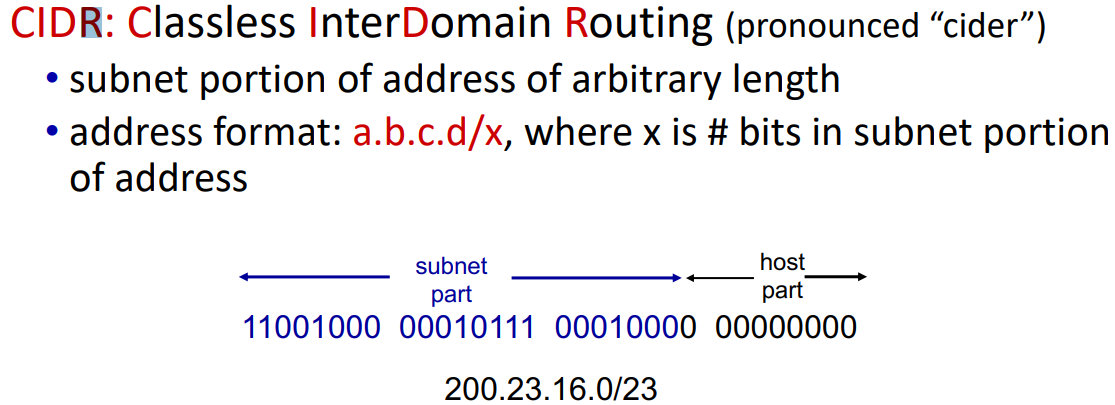 CIDR: Classless InterDomain Routing (pronounced “cider”)
• subnet portion of address of arbitrary length
• address format: a.b.c.d/x, where x is # bits in subnet portion
of address
subnet
part
host
part
11001000 00010111 00010000 00000000
200.23.16.0/23